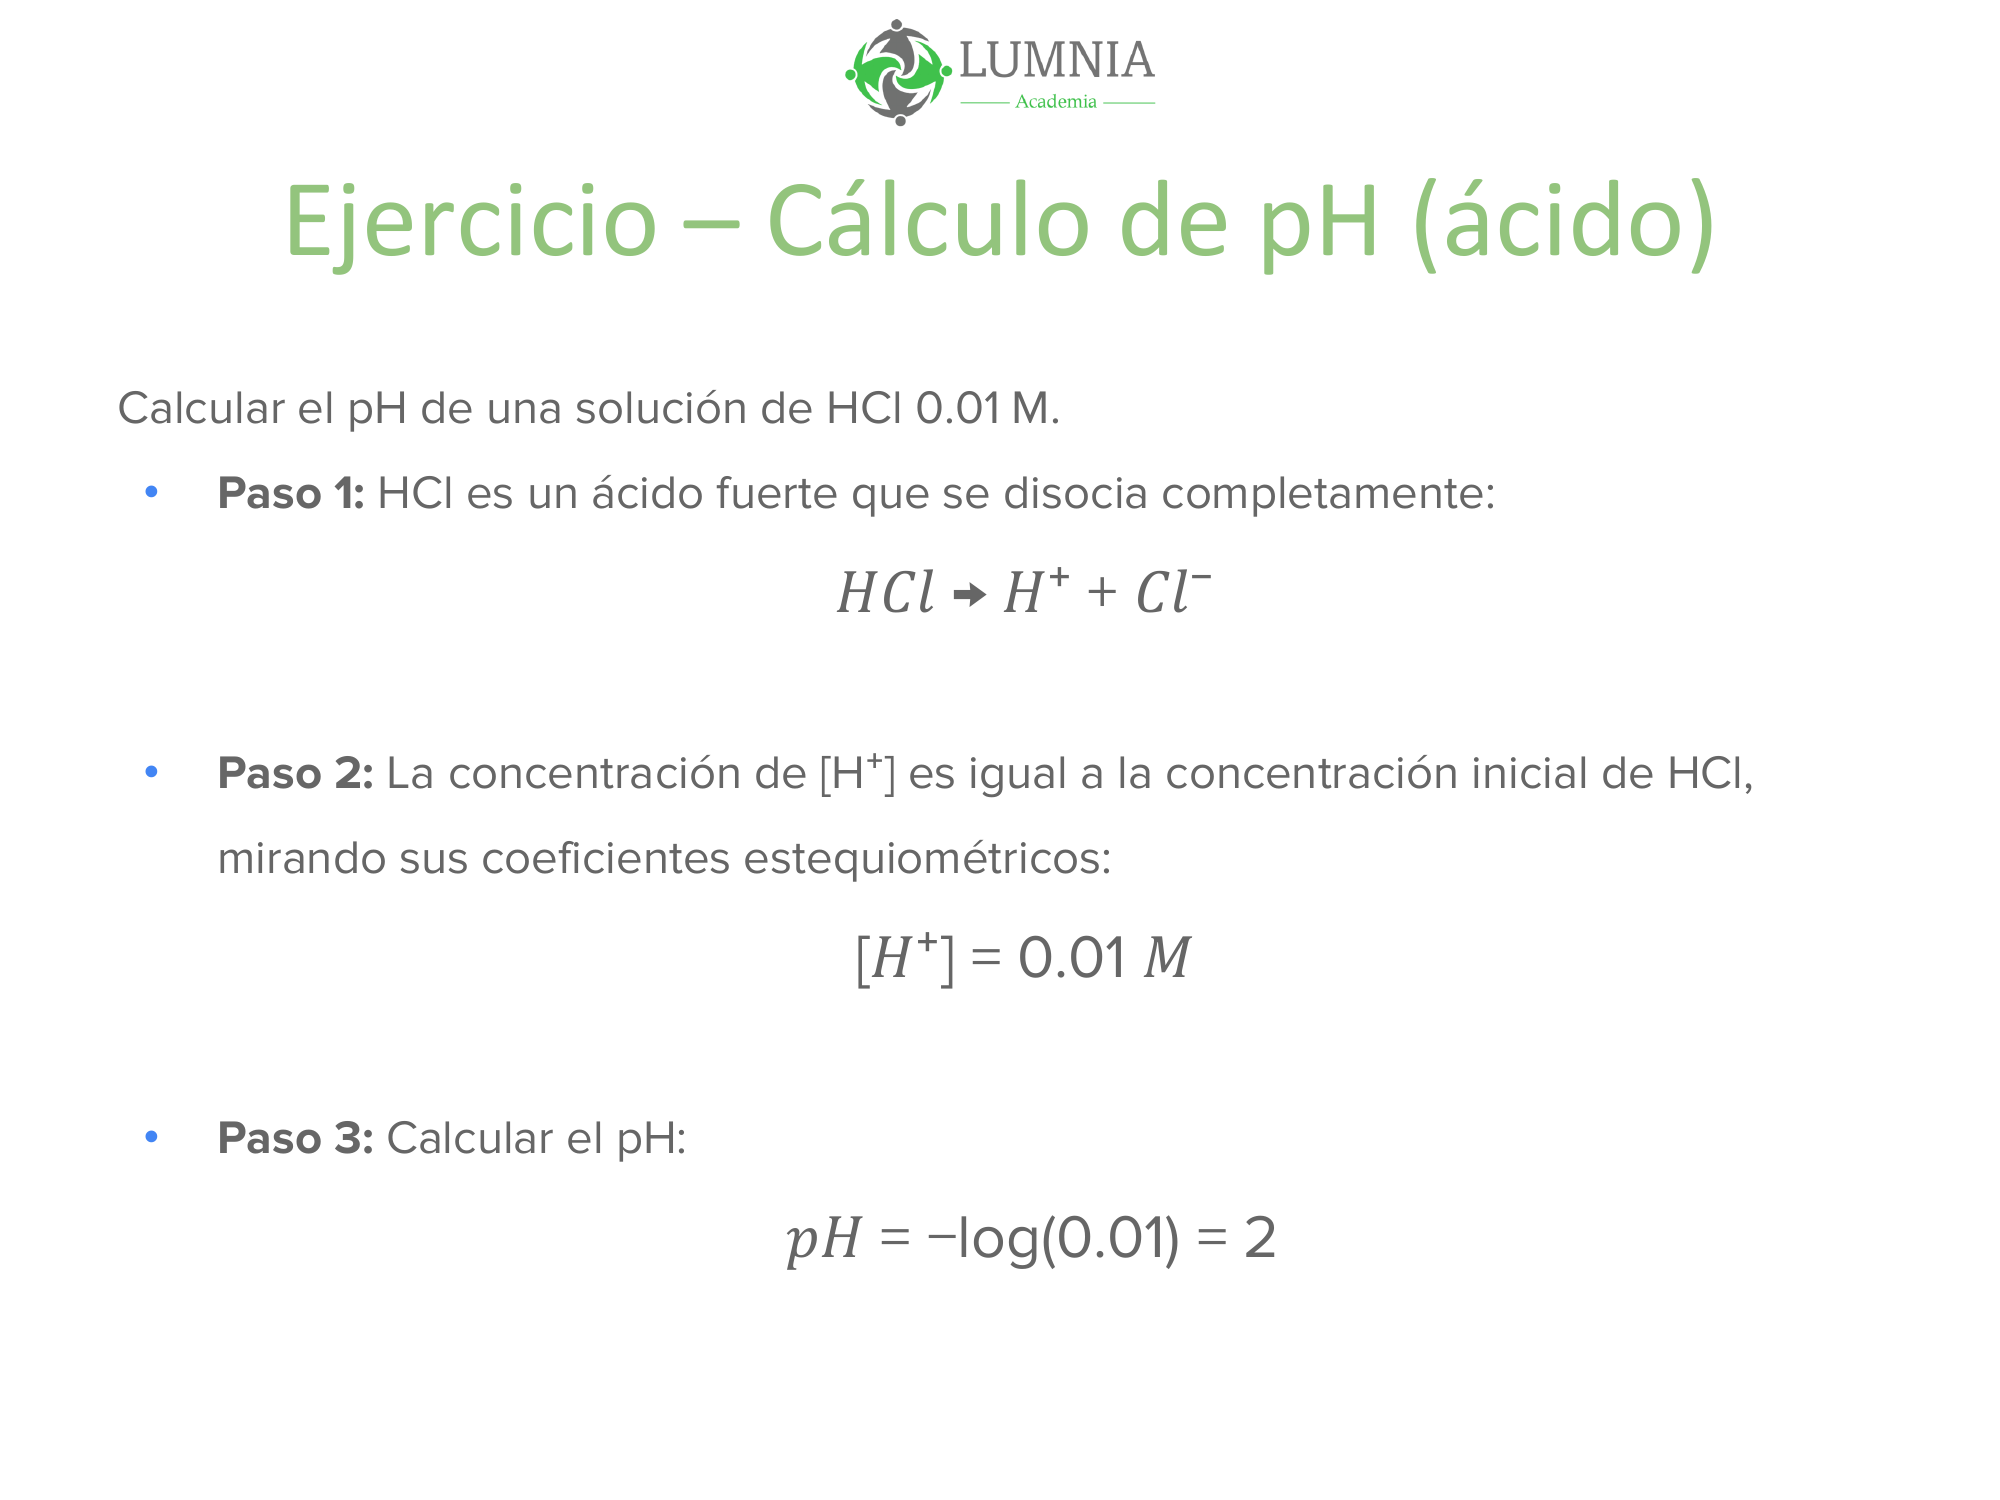 LUMNIA
Academia
Ejercicio – Cálculo de pH (ácido)
Calcular el pH de una solución de HCl 0.01 M.
• Paso 1: HCl es un ácido fuerte que se disocia completamente:
HCl → H⁺ + Cl⁻
• Paso 2: La concentración de [H⁺] es igual a la concentración inicial de HCl,
mirando sus coeficientes estequiométricos:
[H⁺] = 0.01 M
• Paso 3: Calcular el pH:
pH = −log(0.01) = 2